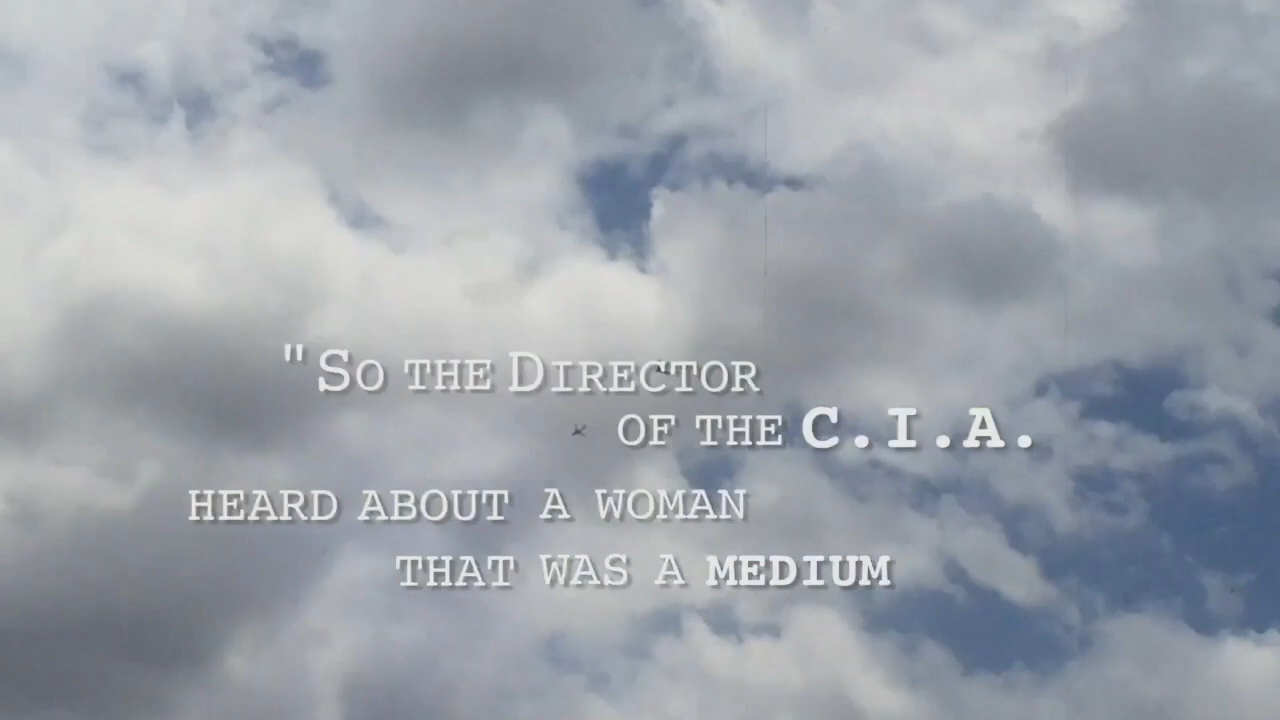 "So the Director
of the C.I.A.
heard about a woman
that was a medium